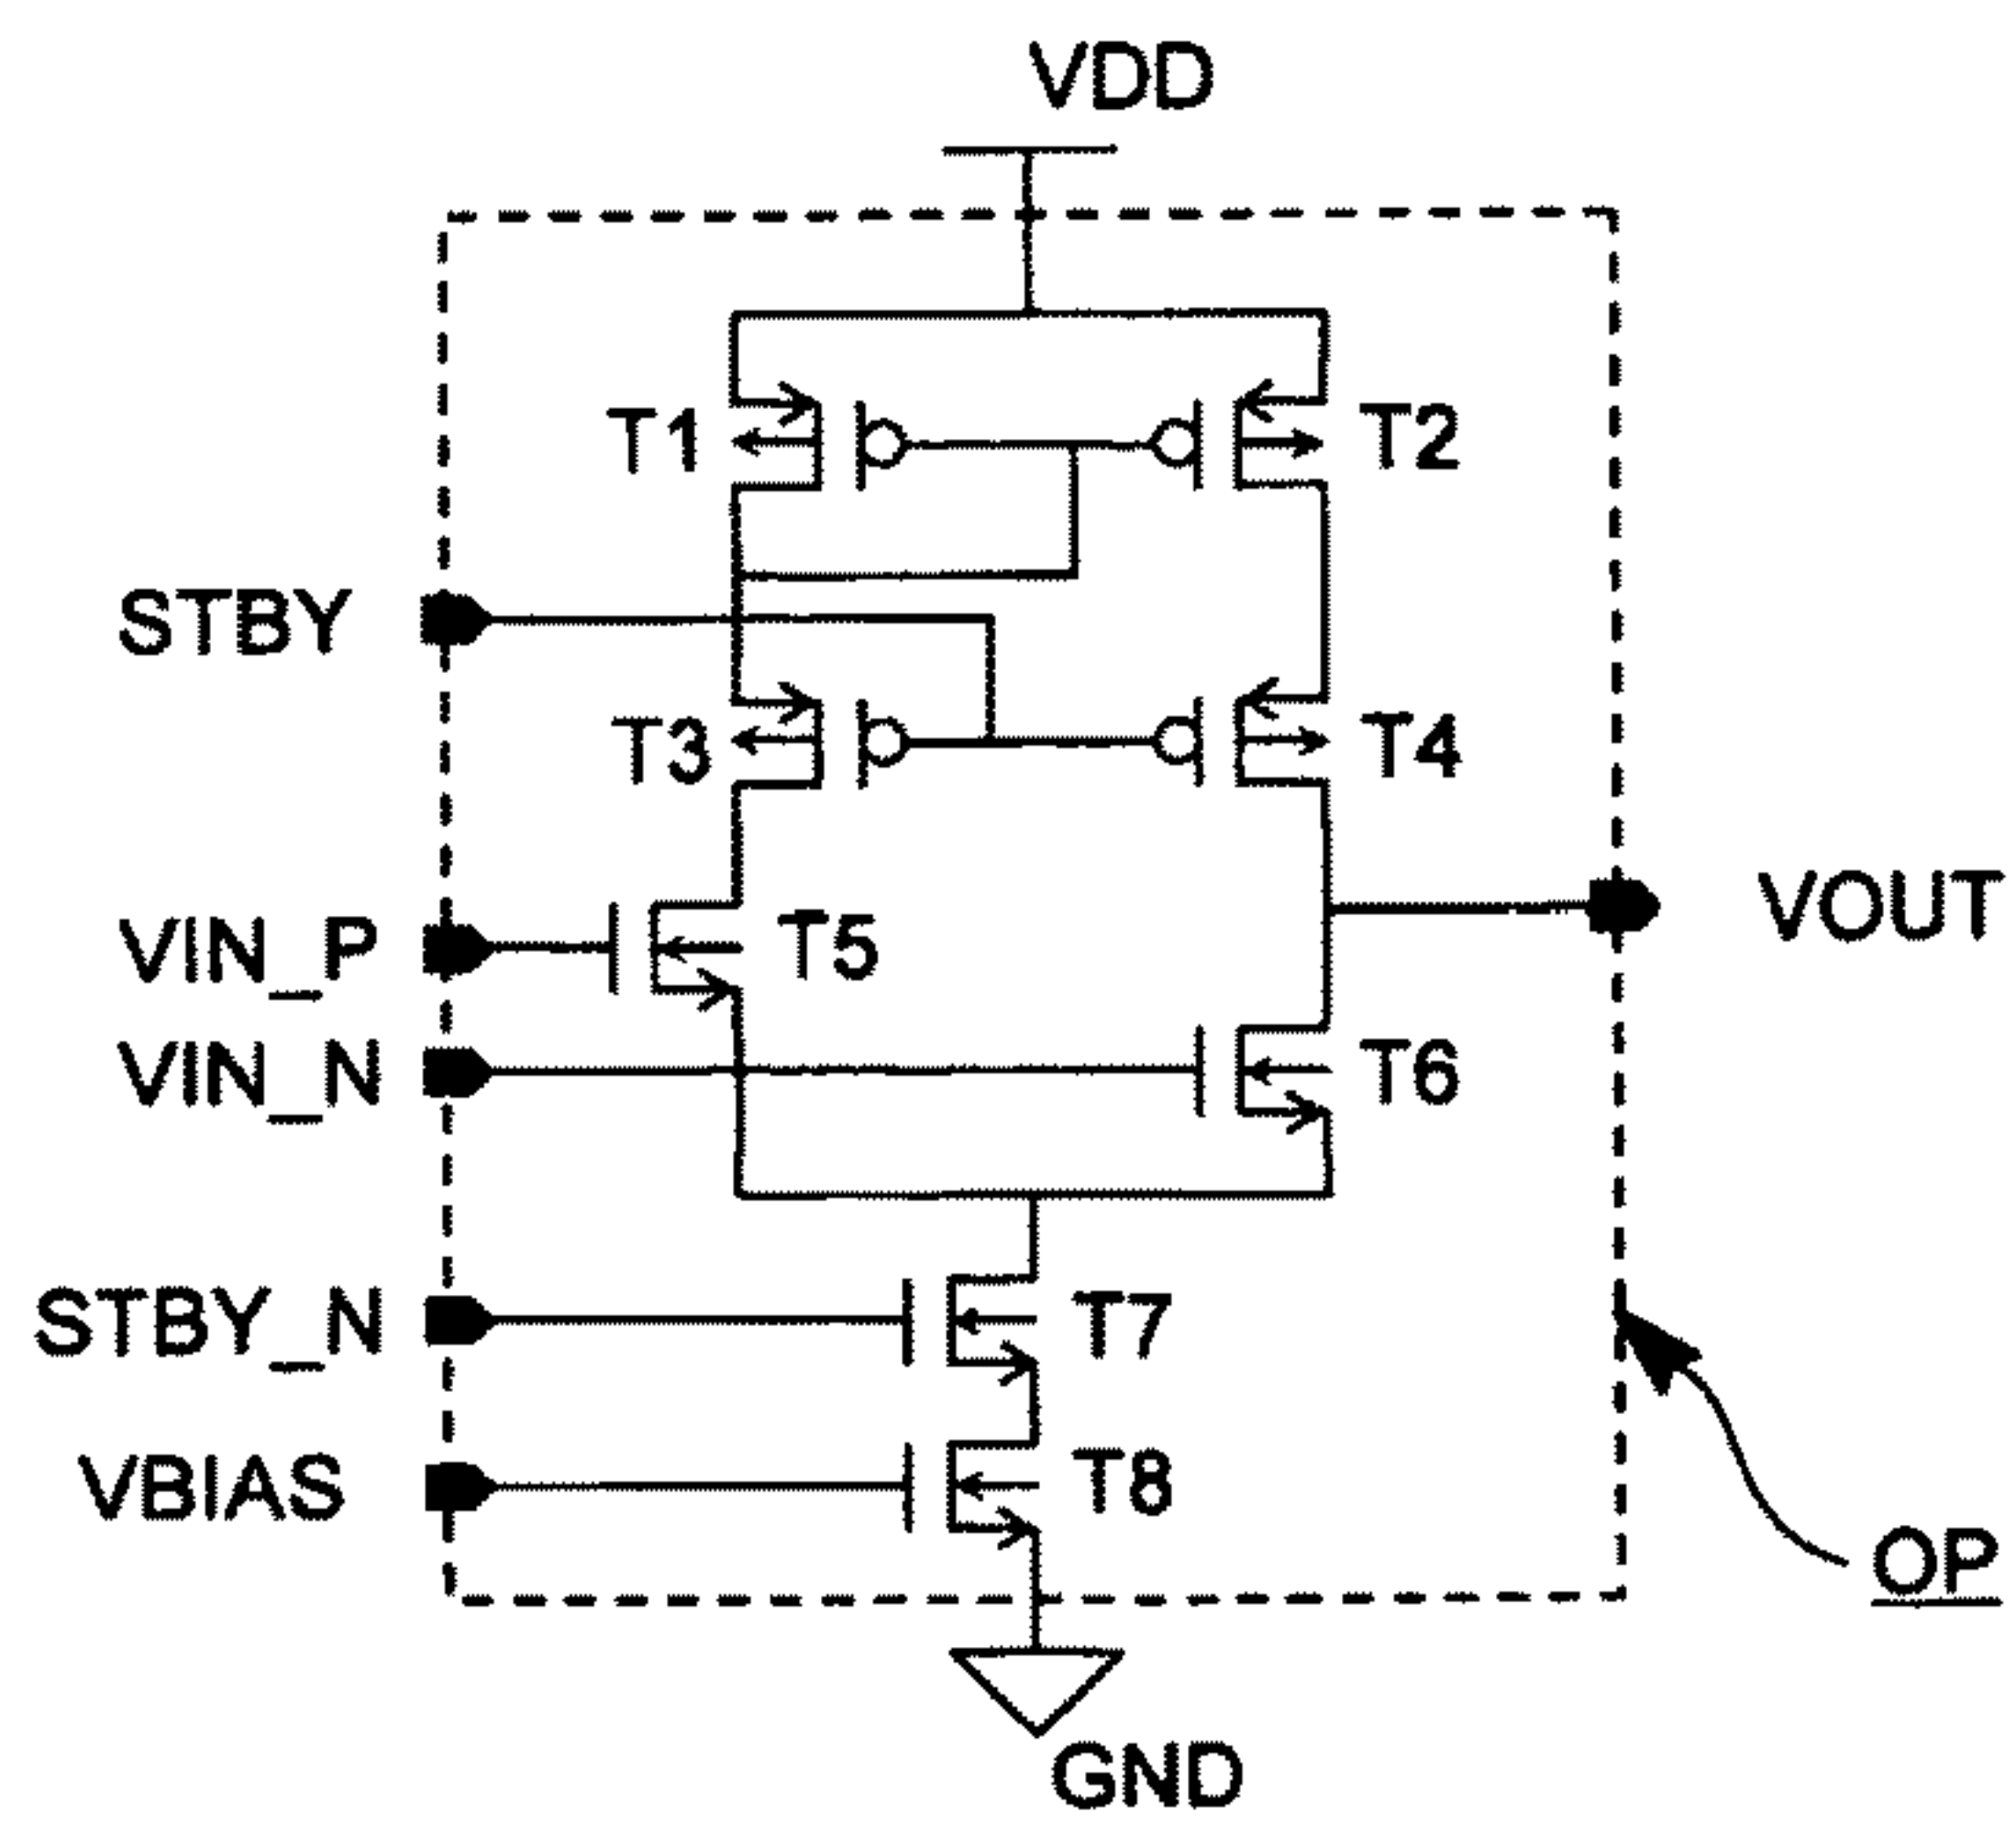 VDD
T1
T2
STBY
T3
T4
VIN_P
T5
VOUT
VIN_N
T6
STBY_N
T7
VBIAS
T8
OP
GND